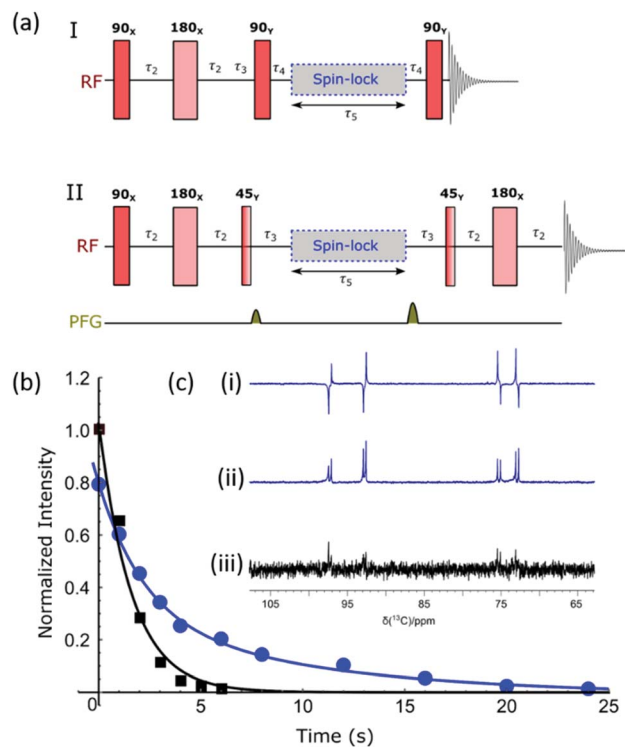 (a)
I
90X 180X 90Y 90Y
RF τ2 τ2 τ3 τ4 Spin-lock τ4
τ5
II
90X 180X 45Y 45Y 180X
RF τ2 τ2 τ3 Spin-lock τ3 τ2 τ2
τ5
PFG
(b)
Normalized Intensity
1.2
1.0
0.8
0.6
0.4
0.2
0 5 10 15 20 25
Time (s)
(c)
(i)
(ii)
(iii)
105 95 85 75 65
δ(¹³C)/ppm